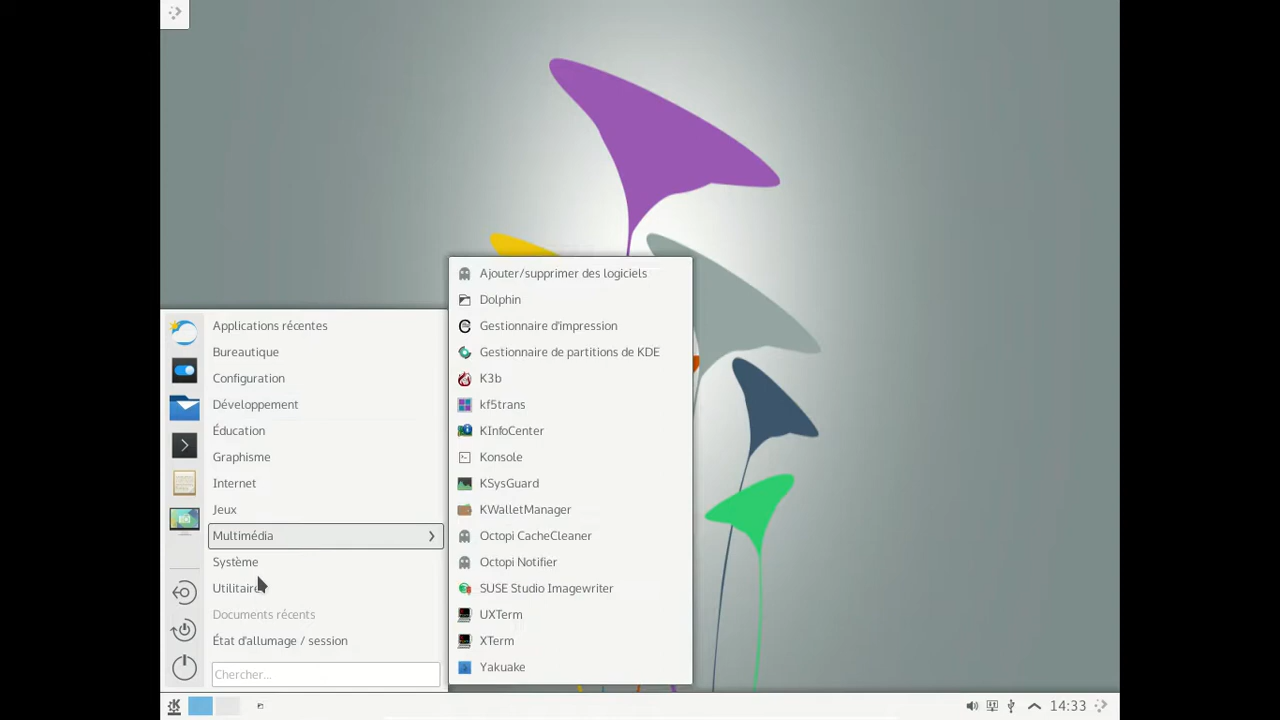 Applications récentes
Bureautique
Configuration
Développement
Éducation
Graphisme
Internet
Jeux
Multimédia
Système
Utilitaire
Documents récents
État d'allumage / session
Chercher...
Ajouter/supprimer des logiciels
Dolphin
Gestionnaire d'impression
Gestionnaire de partitions de KDE
K3b
kf5trans
KInfoCenter
Konsole
KSysGuard
KWalletManager
Octopi CacheCleaner
Octopi Notifier
SUSE Studio Imagewriter
UXTerm
XTerm
Yakuake
14:33